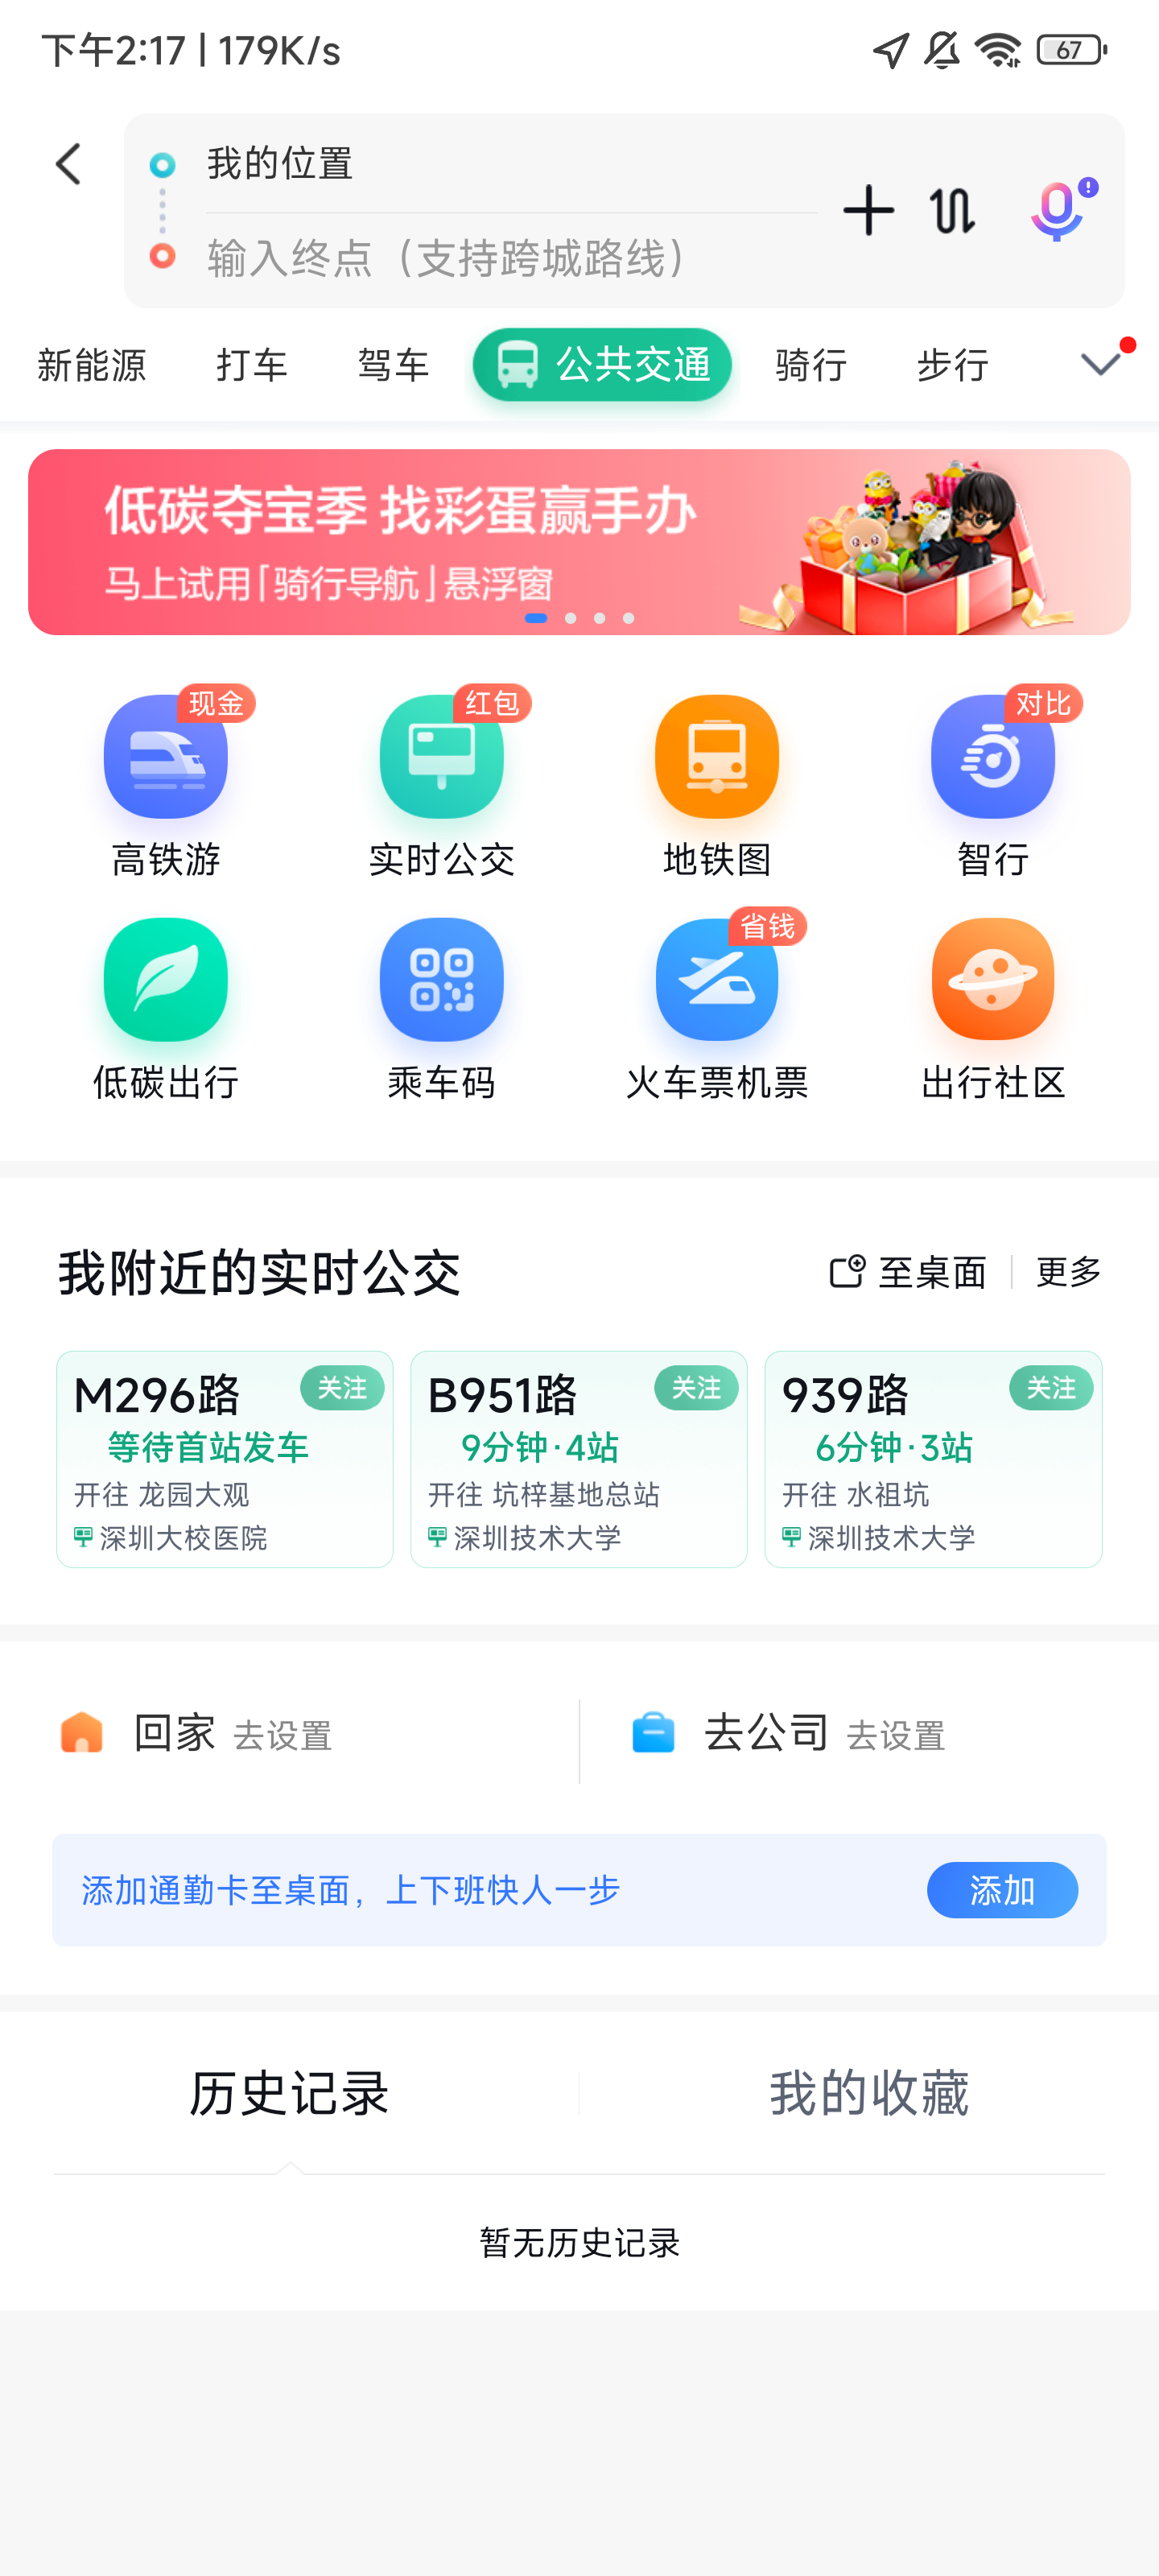 下午2:17 | 179K/s
67
我的位置
输入终点（支持跨城路线）
新能源 打车 驾车 公共交通 骑行 步行
低碳夺宝季 找彩蛋赢手办
马上试用「骑行导航」悬浮窗
现金 红包 对比
高铁游 实时公交 地铁图 智行
省钱
低碳出行 乘车码 火车票机票 出行社区
我附近的实时公交 至桌面 更多
M296路 关注 B951路 关注 939路 关注
等待首站发车 9分钟·4站 6分钟·3站
开往 龙园大观 开往 坑梓基地总站 开往 水祖坑
深圳大校医院 深圳技术大学 深圳技术大学
回家 去设置 去公司 去设置
添加通勤卡至桌面，上下班快人一步 添加
历史记录 我的收藏
暂无历史记录